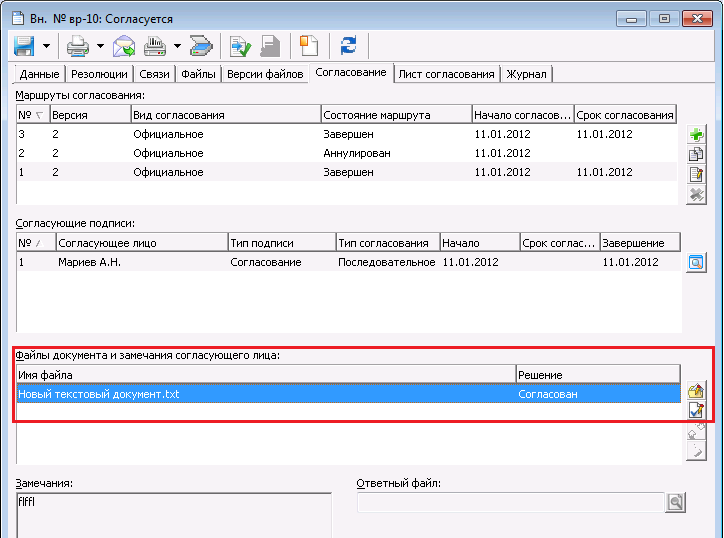 Вн. № вр-10: Согласуется
Данные Резолюции Связи Файлы Версии файлов Согласование Лист согласования Журнал
Маршруты согласования:
№ Версия Вид согласования Состояние маршрута Начало согласов... Срок согласования
3 2 Официальное Завершен 11.01.2012 11.01.2012
2 2 Официальное Аннулирован 11.01.2012
1 2 Официальное Завершен 11.01.2012 11.01.2012
Согласующие подписи:
№ Согласующее лицо Тип подписи Тип согласования Начало Срок соглас... Завершение
1 Мариев А.Н. Согласование Последовательное 11.01.2012 11.01.2012
Файлы документа и замечания согласующего лица:
Имя файла Решение
Новый текстовый документ.txt Согласован
Замечания: Ответный файл:
flffl